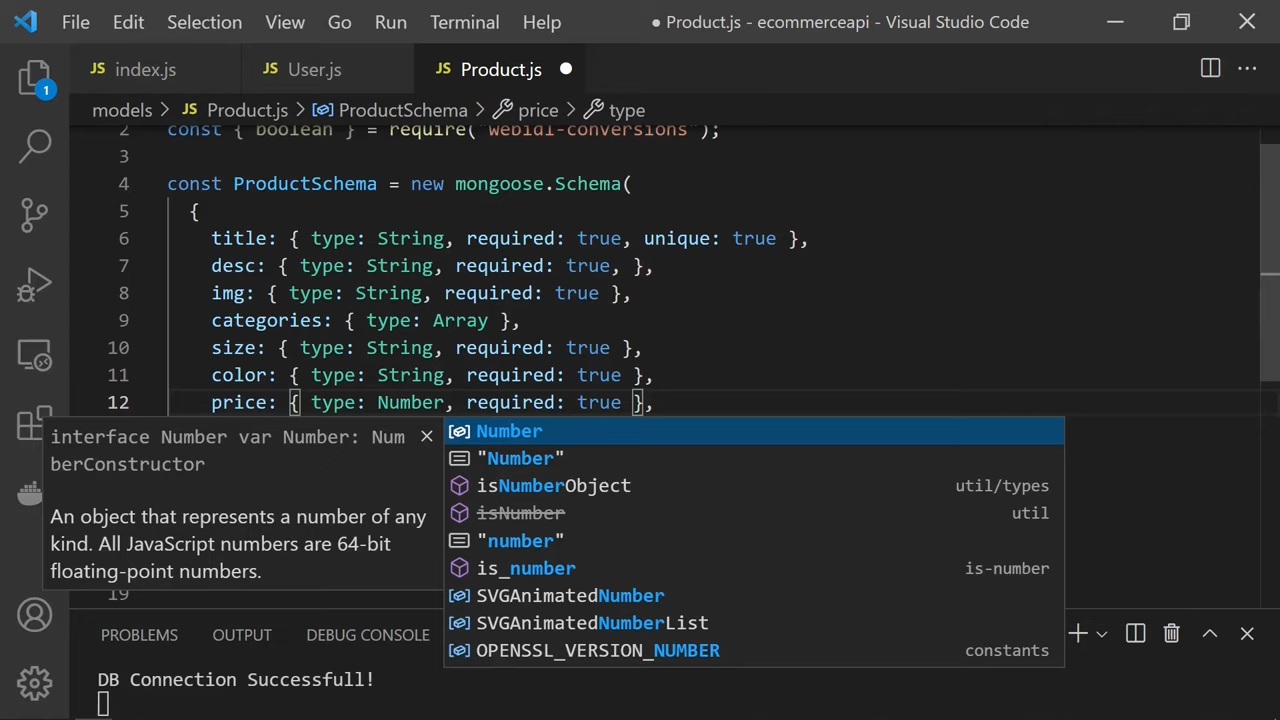 File Edit Selection View Go Run Terminal Help ● Product.js - ecommerceapi - Visual Studio Code
JS index.js JS User.js JS Product.js
models > JS Product.js > ProductSchema > price > type
1
2 const { boolean } = require("webidl-conversions");
3
4 const ProductSchema = new mongoose.Schema(
5 {
6 title: { type: String, required: true, unique: true },
7 desc: { type: String, required: true, },
8 img: { type: String, required: true },
9 categories: { type: Array },
10 size: { type: String, required: true },
11 color: { type: String, required: true },
12 price: { type: Number, required: true },
interface Number var Number: Num
berConstructor
An object that represents a number of any
kind. All JavaScript numbers are 64-bit
floating-point numbers.
Number
"Number"
isNumberObject util/types
isNumber util
"number"
is_number is-number
SVGAnimatedNumber
SVGAnimatedNumberList
OPENSSL_VERSION_NUMBER constants
19
PROBLEMS OUTPUT DEBUG CONSOLE
DB Connection Successfull!